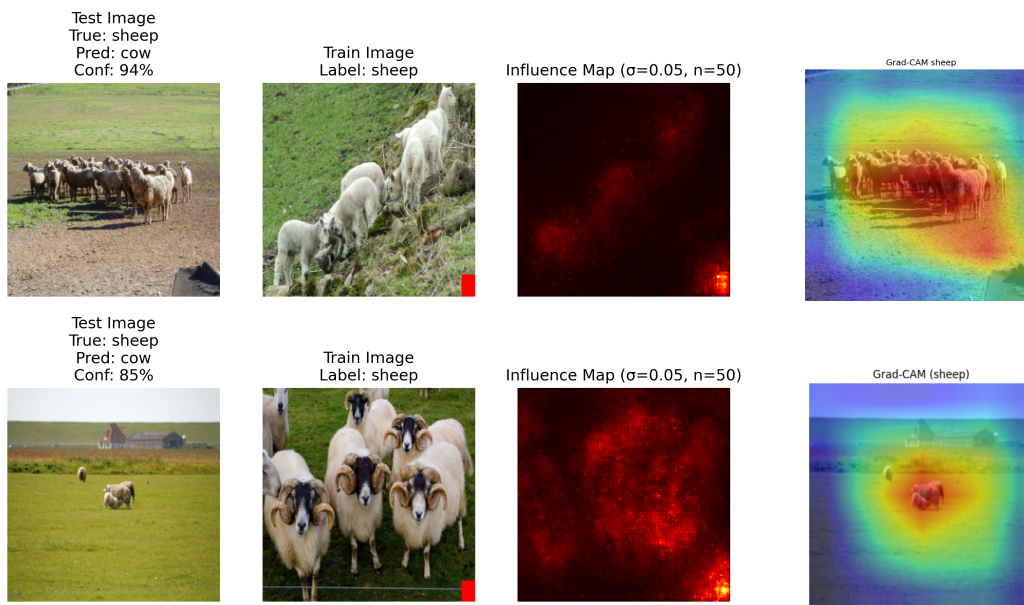 Test Image
True: sheep
Pred: cow
Conf: 94%
Train Image
Label: sheep
Influence Map (σ=0.05, n=50)
Grad-CAM sheep
Test Image
True: sheep
Pred: cow
Conf: 85%
Train Image
Label: sheep
Influence Map (σ=0.05, n=50)
Grad-CAM (sheep)